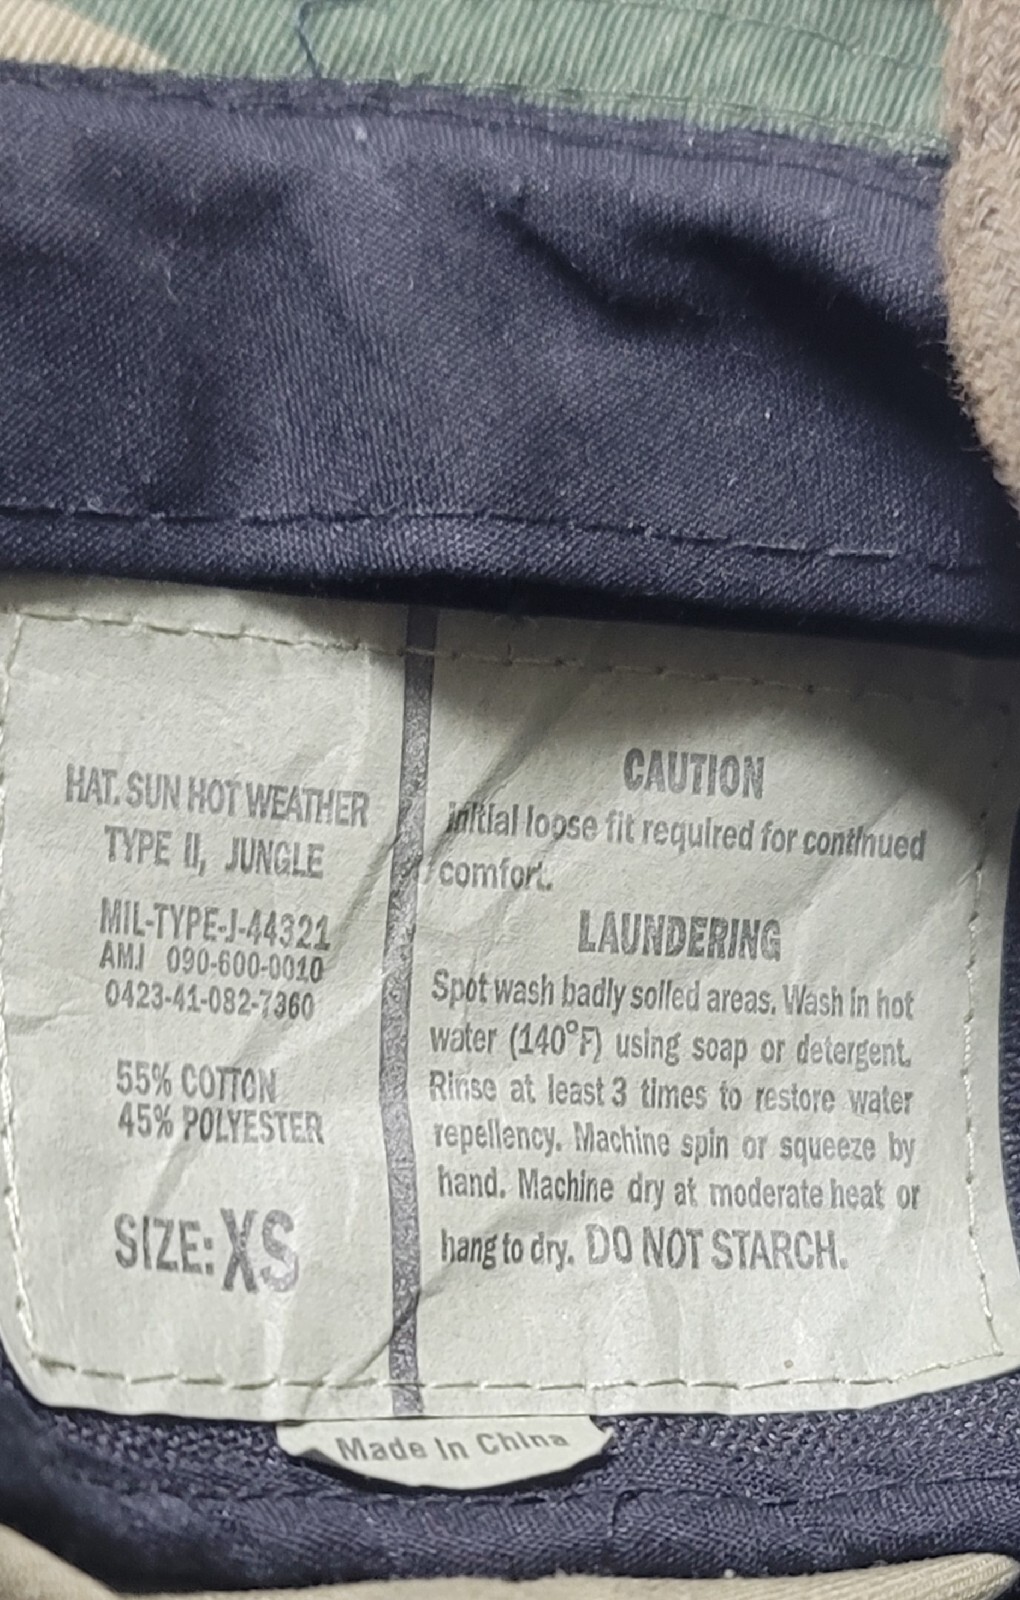 HAT. SUN HOT WEATHER
TYPE II, JUNGLE
MIL-TYPE-J-44321
AMJ 090-600-0010
0423-41-082-7360
55% COTTON
45% POLYESTER
SIZE: XS
CAUTION
Initial loose fit required for continued
comfort.
LAUNDERING
Spot wash badly soiled areas. Wash in hot
water (140°F) using soap or detergent.
Rinse at least 3 times to restore water
repellency. Machine spin or squeeze by
hand. Machine dry at moderate heat or
hang to dry. DO NOT STARCH.
Made In China